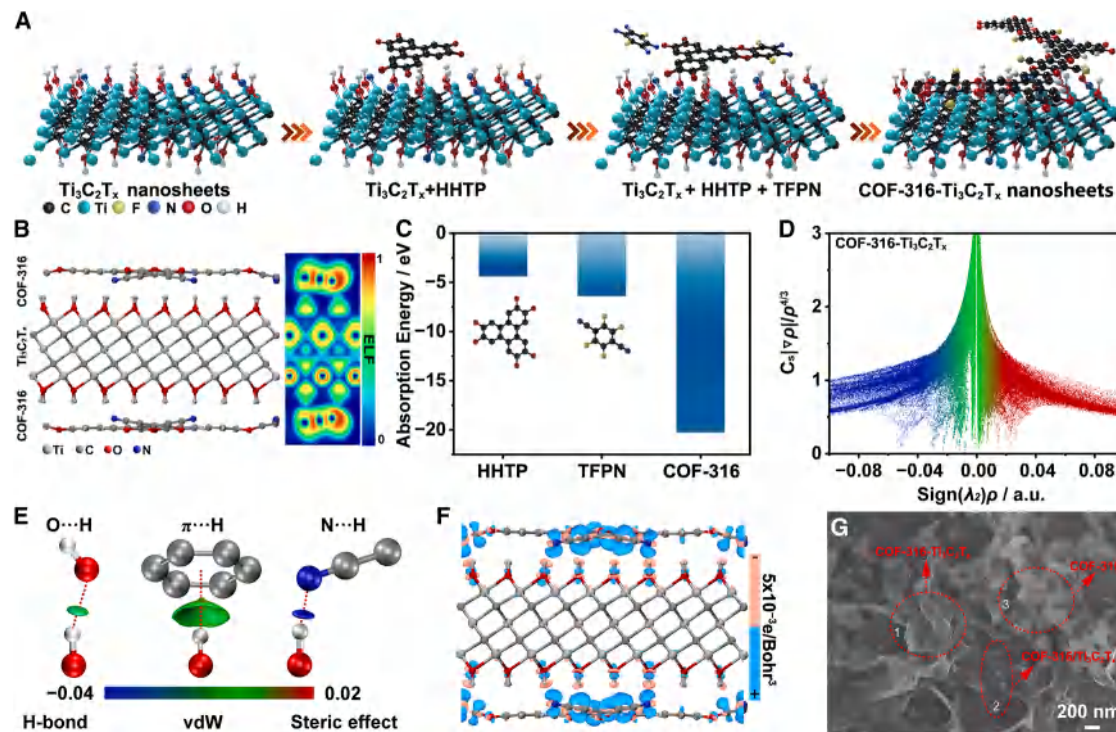 A
Ti₃C₂Tₓ nanosheets
Ti₃C₂Tₓ+HHTP
Ti₃C₂Tₓ + HHTP + TFPN
COF-316-Ti₃C₂Tₓ nanosheets
C Ti F N O H
B
COF-316
Ti₃C₂Tₓ
COF-316
Ti C O N
1
ELF
0
C
Absorption Energy / eV
0
−5
−10
−15
−20
HHTP TFPN COF-316
D
COF-316-Ti₃C₂Tₓ
Cₛ|∇ρ|/ρ⁴/³
3
2
1
0
−0.08 −0.04 0.00 0.04 0.08
Sign(λ₂)ρ / a.u.
E
O···H π···H N···H
−0.04 0.02
H-bond vdW Steric effect
F
-
5x10⁻³e/Bohr³
+
G
COF-316-Ti₃C₂Tₓ
1
3
COF-316/Ti₃C₂Tₓ
2
200 nm